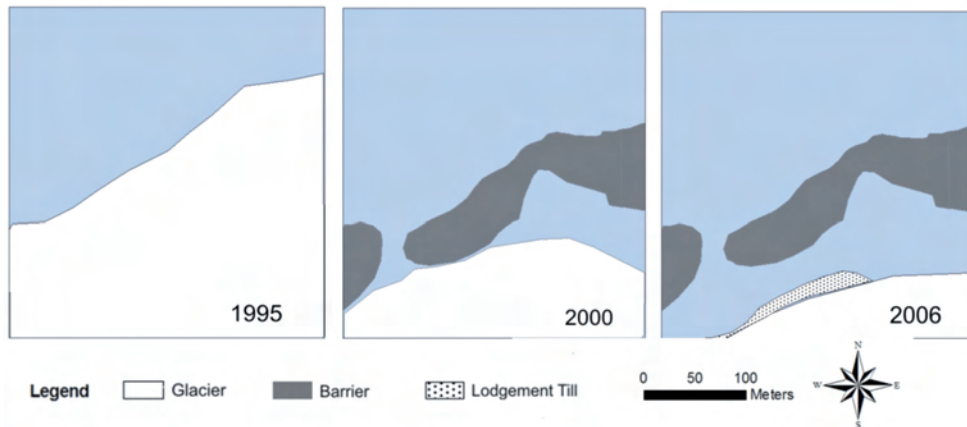 1995
2000
2006
Legend Glacier Barrier Lodgement Till
0 50 100
Meters
N
W E
S